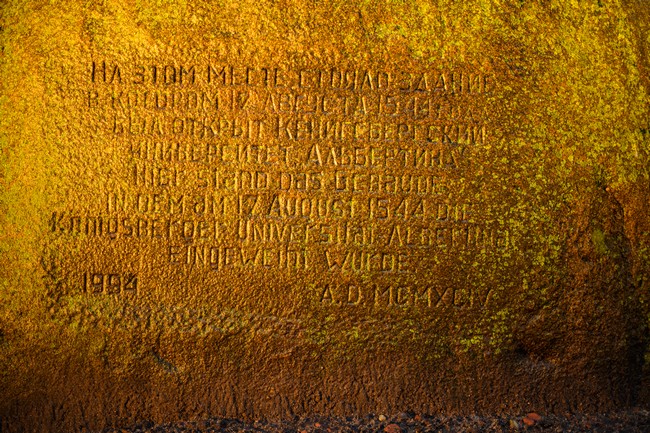 НА ЭТОМ МЕСТЕ СТОЯЛО ЗДАНИЕ
В КОТОРОМ 17 АВГУСТА 1544 ГОДА
БЫЛ ОТКРЫТ КЕНИГСБЕРГСКИЙ
УНИВЕРСИТЕТ АЛЬБЕРТИНА
HIER STAND DAS GEBÄUDE
IN DEM AM 17 AUGUST 1544 DIE
KÖNIGSBERGER UNIVERSITÄT ALBERTINA
EINGEWEIHT WURDE
1994 A.D. MCMXCIV